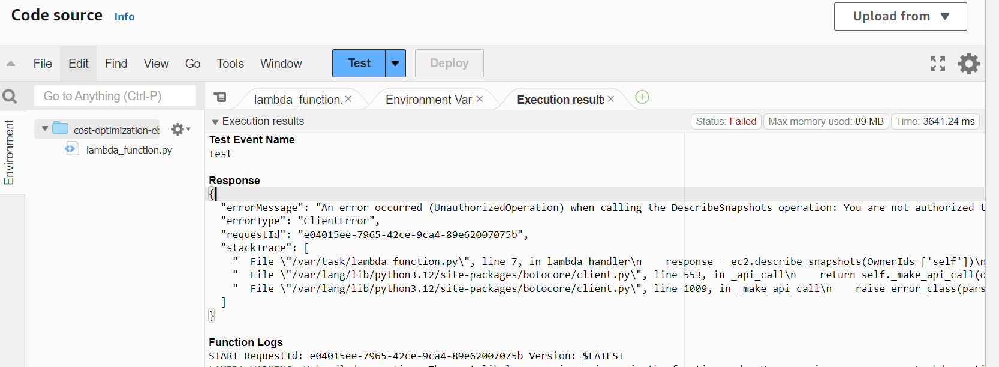 Code source Info
Upload from
File Edit Find View Go Tools Window Test Deploy
Go to Anything (Ctrl-P)
lambda_function.
Environment Vari
Execution results
Environment
cost-optimization-eb
lambda_function.py
Execution results
Status: Failed
Max memory used: 89 MB
Time: 3641.24 ms
Test Event Name
Test
Response
{
"errorMessage": "An error occurred (UnauthorizedOperation) when calling the DescribeSnapshots operation: You are not authorized t
"errorType": "ClientError",
"requestId": "e04015ee-7965-42ce-9ca4-89e62007075b",
"stackTrace": [
"  File \"/var/task/lambda_function.py\", line 7, in lambda_handler\n    response = ec2.describe_snapshots(OwnerIds=['self'])\n
"  File \"/var/lang/lib/python3.12/site-packages/botocore/client.py\", line 553, in _api_call\n    return self._make_api_call(o
"  File \"/var/lang/lib/python3.12/site-packages/botocore/client.py\", line 1009, in _make_api_call\n    raise error_class(pars
]
}
Function Logs
START RequestId: e04015ee-7965-42ce-9ca4-89e62007075b Version: $LATEST